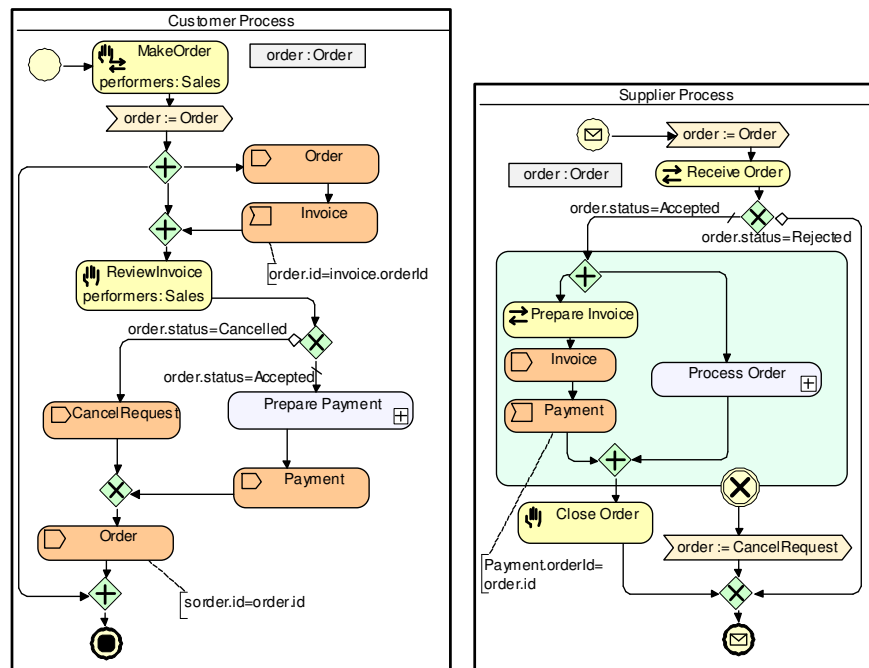 Customer Process
MakeOrder
performers: Sales
order : Order
order := Order
Order
Invoice
order.id=invoice.orderId
ReviewInvoice
performers: Sales
order.status=Cancelled
order.status=Accepted
CancelRequest
Prepare Payment
Payment
Order
sorder.id=order.id
Supplier Process
order := Order
order : Order
Receive Order
order.status=Accepted
order.status=Rejected
Prepare Invoice
Invoice
Process Order
Payment
Close Order
order := CancelRequest
Payment.orderId=
order.id